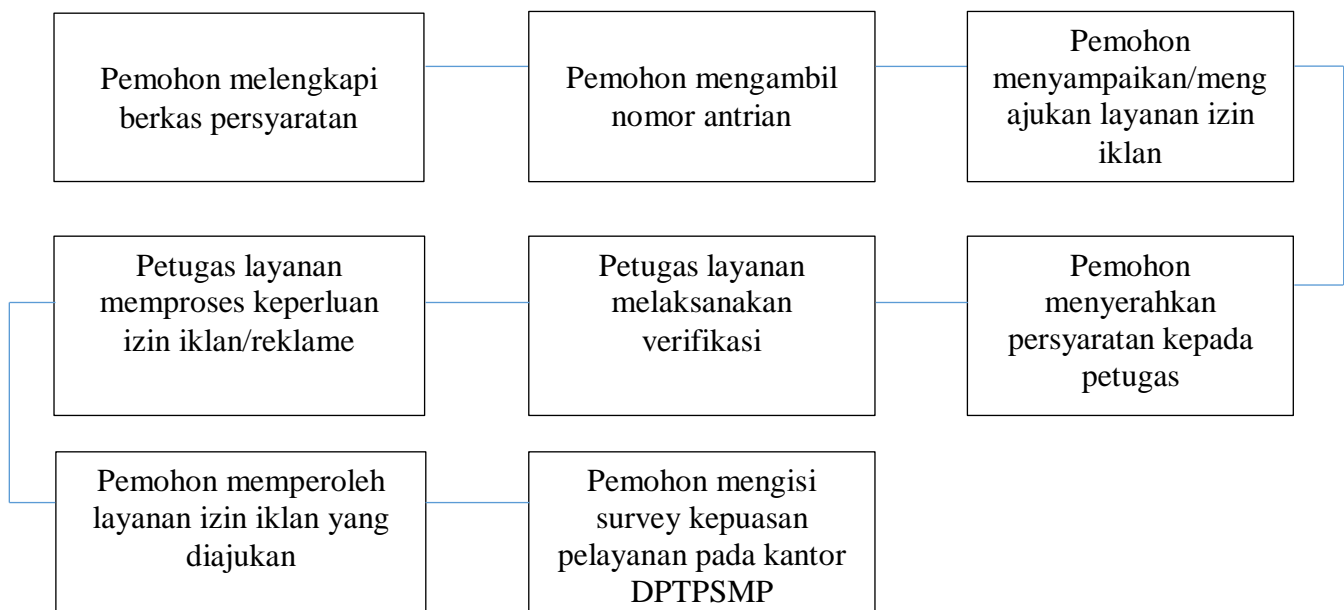 Pemohon melengkapi
berkas persyaratan
Pemohon mengambil
nomor antrian
Pemohon
menyampaikan/meng
ajukan layanan izin
iklan
Pemohon
menyerahkan
persyaratan kepada
petugas
Petugas layanan
melaksanakan
verifikasi
Petugas layanan
memproses keperluan
izin iklan/reklame
Pemohon memperoleh
layanan izin iklan yang
diajukan
Pemohon mengisi
survey kepuasan
pelayanan pada kantor
DPTPSMP